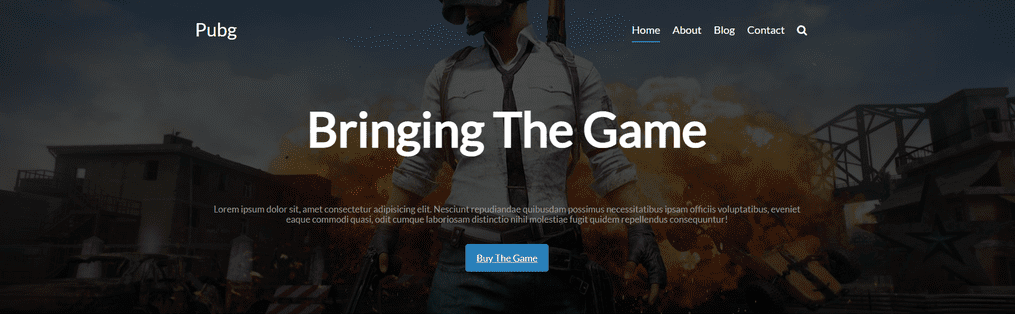 Pubg
Home About Blog Contact
Bringing The Game
Lorem ipsum dolor sit, amet consectetur adipisicing elit. Nesciunt repudiandae quibusdam possimus necessitatibus ipsam officiis voluptatibus, eveniet
eaque commodi quasi, odit cumque laboriosam distinctio nihil molestiae fugit quidem repellendus consequuntur!
Buy The Game